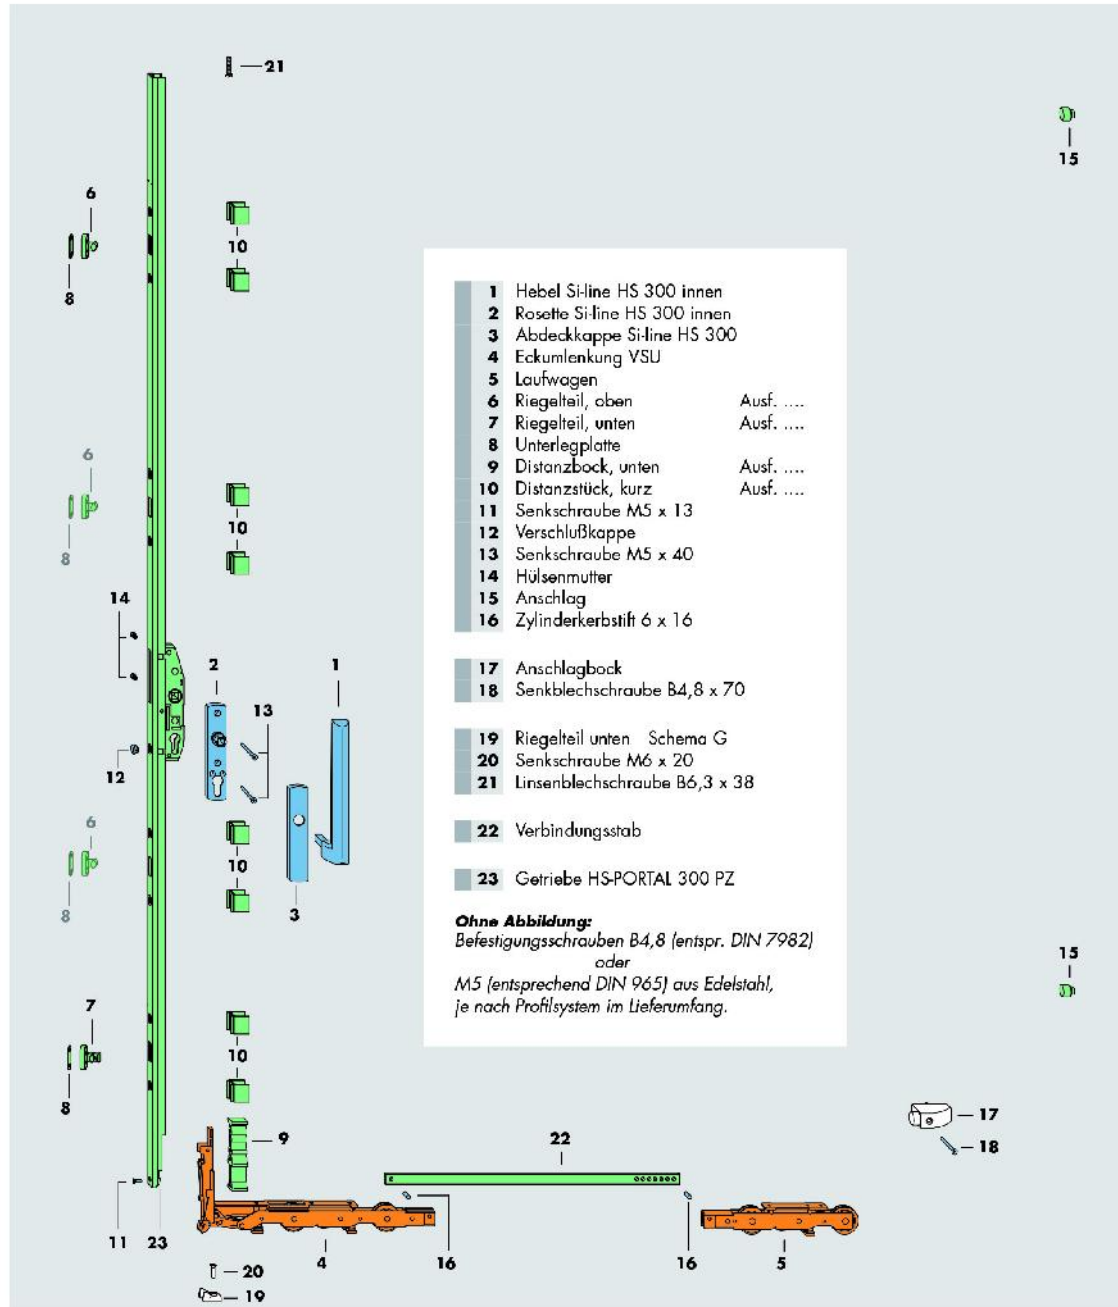 21
15
6
10
8
1 Hebel Si-line HS 300 innen
2 Rosette Si-line HS 300 innen
3 Abdeckkappe Si-line HS 300
4 Eckumlenkung VSU
5 Laufwagen
6 Riegelteil, oben Ausf. ....
7 Riegelteil, unten Ausf. ....
8 Unterlegplatte
9 Distanzbock, unten Ausf. ....
10 Distanzstück, kurz Ausf. ....
11 Senkschraube M5 x 13
12 Verschlußkappe
13 Senkschraube M5 x 40
14 Hülsenmutter
15 Anschlag
16 Zylinderkerbstift 6 x 16
17 Anschlagbock
18 Senkblechschraube B4,8 x 70
19 Riegelteil unten Schema G
20 Senkschraube M6 x 20
21 Linsenblechschraube B6,3 x 38
22 Verbindungsstab
23 Getriebe HS-PORTAL 300 PZ
Ohne Abbildung:
Befestigungsschrauben B4,8 (entspr. DIN 7982)
oder
M5 (entsprechend DIN 965) aus Edelstahl,
je nach Profilsystem im Lieferumfang.
6
10
8
14
2
1
13
12
6
10
8
3
15
7
10
8
17
9
22
18
11
23
4
16
16
5
20
19